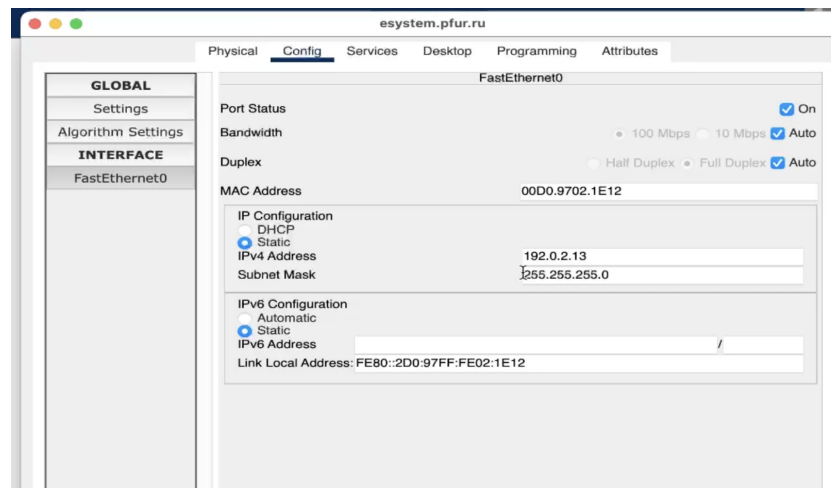 esystem.pfur.ru
Physical Config Services Desktop Programming Attributes
GLOBAL
Settings
Algorithm Settings
INTERFACE
FastEthernet0
FastEthernet0
Port Status On
Bandwidth 100 Mbps 10 Mbps Auto
Duplex Half Duplex Full Duplex Auto
MAC Address 00D0.9702.1E12
IP Configuration
DHCP
Static
IPv4 Address 192.0.2.13
Subnet Mask 255.255.255.0
IPv6 Configuration
Automatic
Static
IPv6 Address /
Link Local Address: FE80::2D0:97FF:FE02:1E12